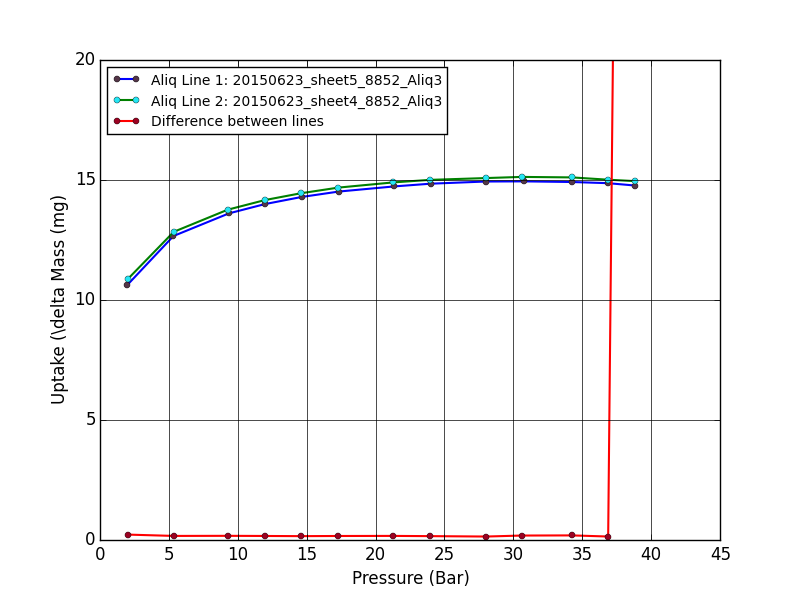 20
Aliq Line 1: 20150623_sheet5_8852_Aliq3
Aliq Line 2: 20150623_sheet4_8852_Aliq3
Difference between lines
15
10
5
0
Uptake (\delta Mass (mg)
0 5 10 15 20 25 30 35 40 45
Pressure (Bar)